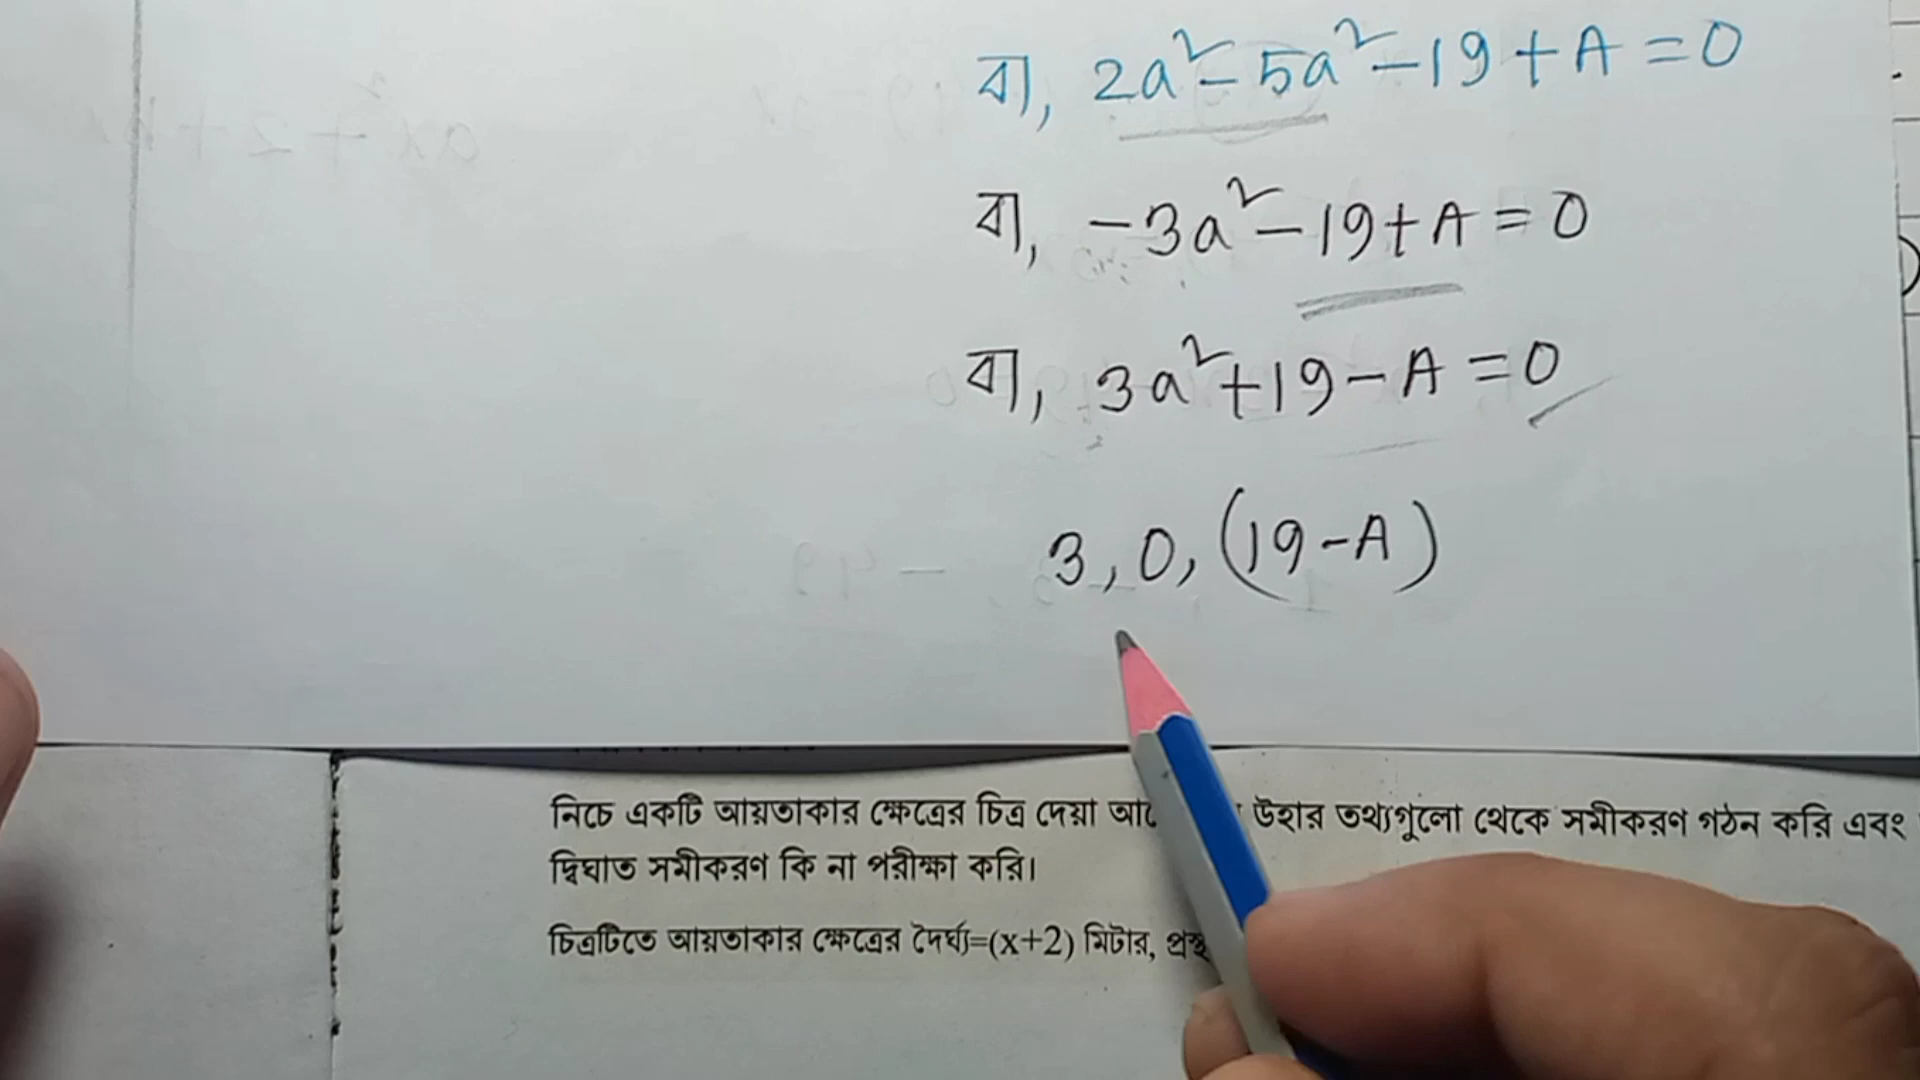 বা, 2a² - 5a² - 19 + A = 0
বা, -3a² - 19 + A = 0
বা, 3a² + 19 - A = 0
3, 0, (19 - A)
নিচে একটি আয়তাকার ক্ষেত্রের চিত্র দেয়া উহার তথ্যগুলো থেকে সমীকরণ গঠন করি এবং
দ্বিঘাত সমীকরণ কি না পরীক্ষা করি।
চিত্রটিতে আয়তাকার ক্ষেত্রের দৈর্ঘ্য=(x+2) মিটার,